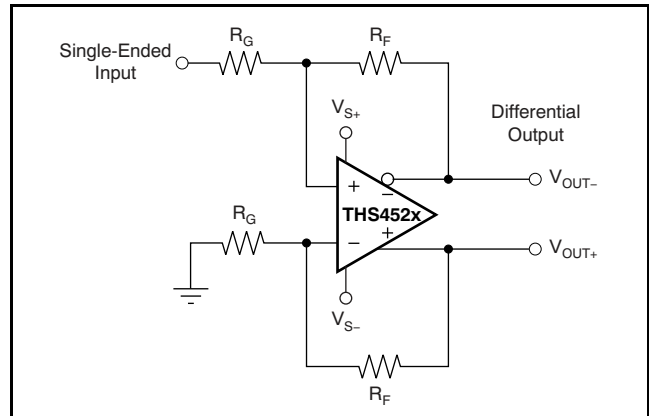 Single-Ended
Input
R_G
R_F
V_S+
Differential
Output
V_OUT−
+
−
THS452x
R_G
−
+
V_OUT+
V_S−
R_F